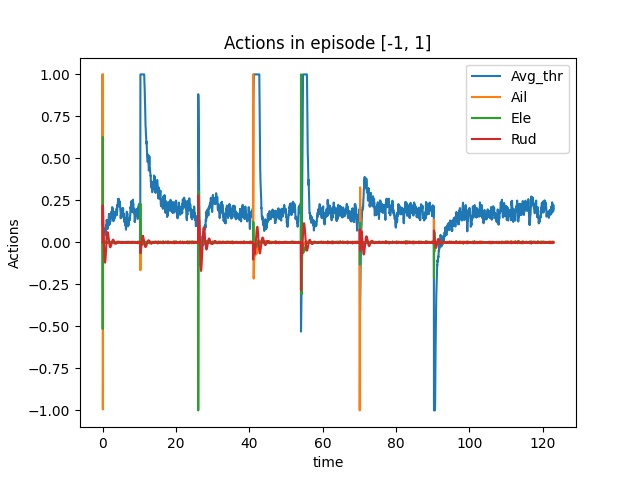 Actions in episode [-1, 1]
Avg_thr
Ail
Ele
Rud
1.00
0.75
0.50
0.25
0.00
−0.25
−0.50
−0.75
−1.00
Actions
0 20 40 60 80 100 120
time